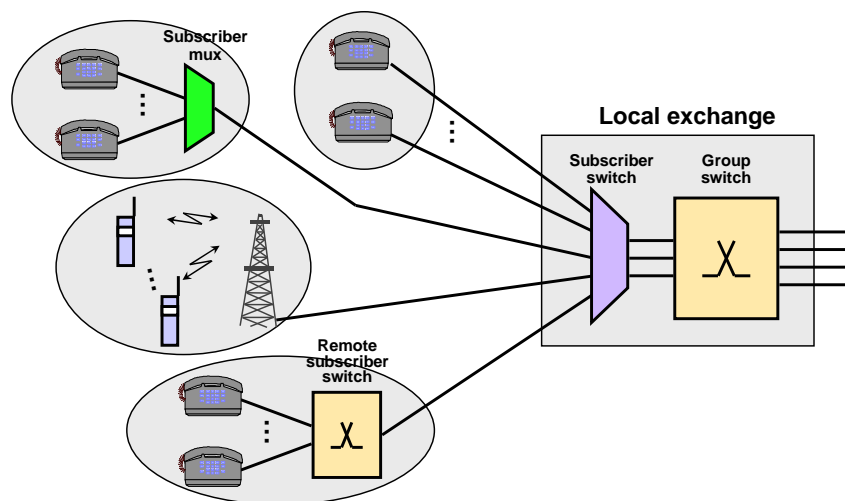 Subscriber
mux
Local exchange
Subscriber
switch
Group
switch
Remote
subscriber
switch